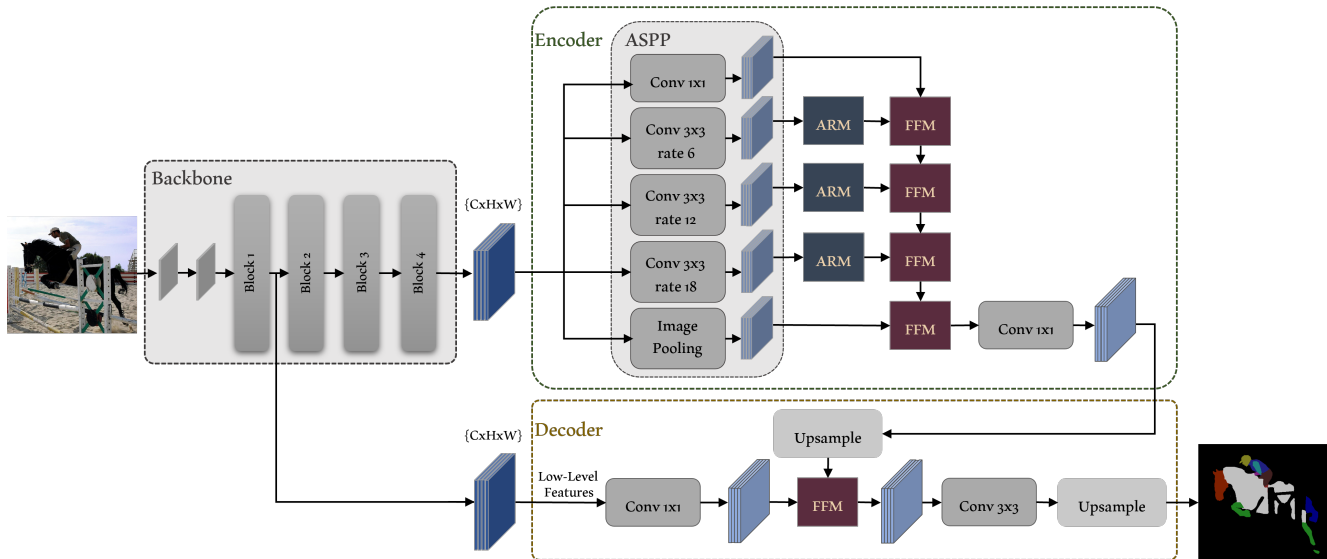 Encoder
ASPP
Conv 1x1
Conv 3x3
rate 6
ARM
FFM
Conv 3x3
rate 12
ARM
FFM
Conv 3x3
rate 18
ARM
FFM
Image
Pooling
FFM
Conv 1x1
Backbone
Block 1
Block 2
Block 3
Block 4
{CxHxW}
Decoder
{CxHxW}
Low-Level
Features
Conv 1x1
Upsample
FFM
Conv 3x3
Upsample